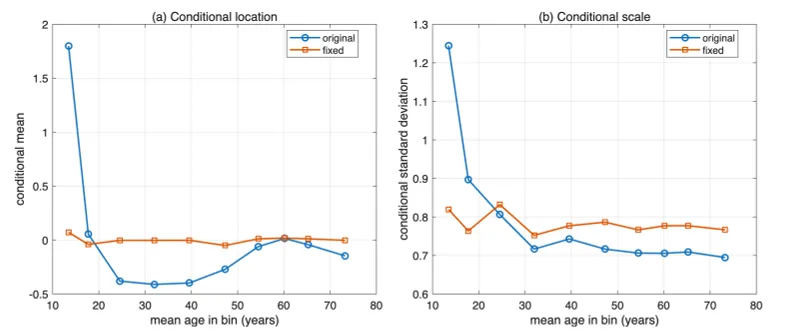 (a) Conditional location
2
1.5
1
0.5
0
-0.5
conditional mean
10 20 30 40 50 60 70 80
mean age in bin (years)
original
fixed
(b) Conditional scale
1.3
1.2
1.1
1
0.9
0.8
0.7
0.6
conditional standard deviation
10 20 30 40 50 60 70 80
mean age in bin (years)
original
fixed